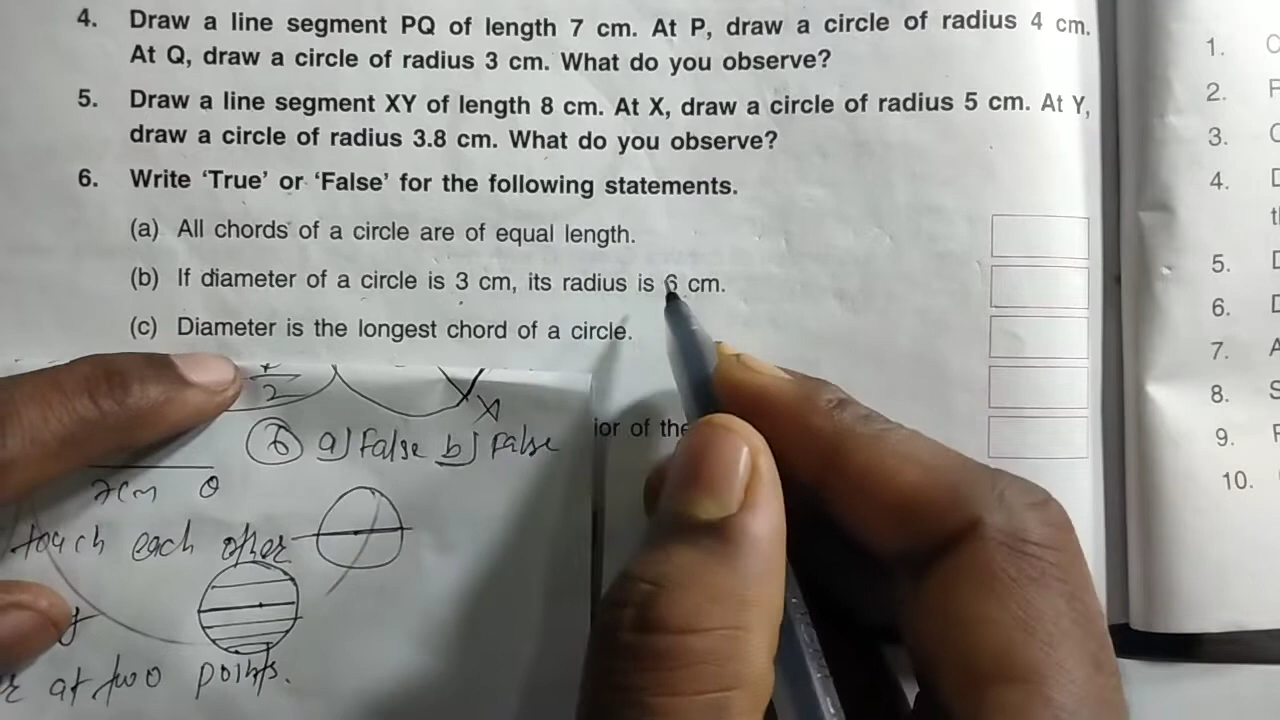 4. Draw a line segment PQ of length 7 cm. At P, draw a circle of radius 4 cm.
At Q, draw a circle of radius 3 cm. What do you observe?
5. Draw a line segment XY of length 8 cm. At X, draw a circle of radius 5 cm. At Y,
draw a circle of radius 3.8 cm. What do you observe?
6. Write ‘True’ or ‘False’ for the following statements.
(a) All chords of a circle are of equal length.
(b) If diameter of a circle is 3 cm, its radius is 6 cm.
(c) Diameter is the longest chord of a circle.
ior of the
2
6 a) False b) False
7cm Q
touch each other
at two points.
1.
2.
3.
4.
5.
6.
7.
8.
9.
10.